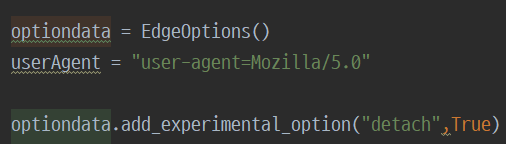 optiondata = EdgeOptions()
userAgent = "user-agent=Mozilla/5.0"
optiondata.add_experimental_option("detach",True)